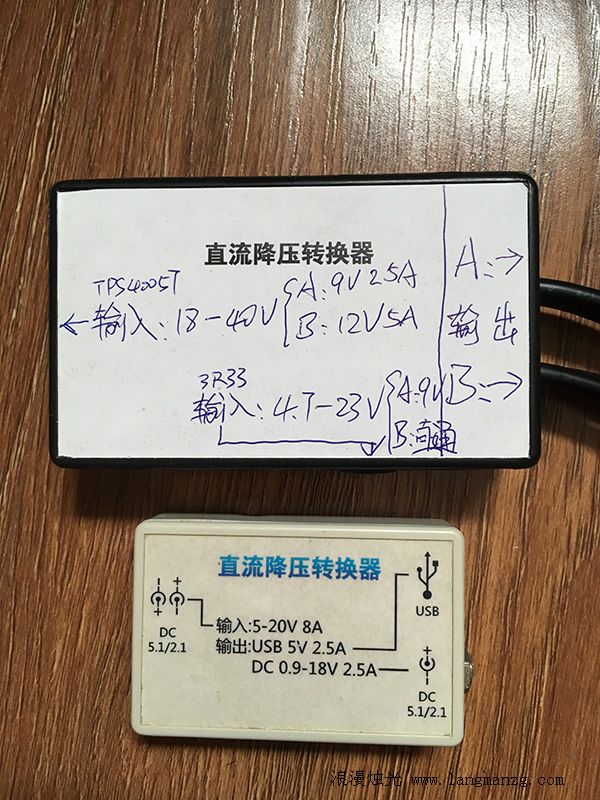 直流降压转换器
TPS40057
←输入:18-40V{A:9V 2.5A
B:12V5A
A:→
输出
B:→
3R33
输入:4.7-23V{A:9V
B:直通
直流降压转换器
- +
DC
5.1/2.1
输入:5-20V 8A
输出:USB 5V 2.5A
DC 0.9-18V 2.5A
USB
+
DC
5.1/2.1
浪漫烛光 www.langmanzg.com